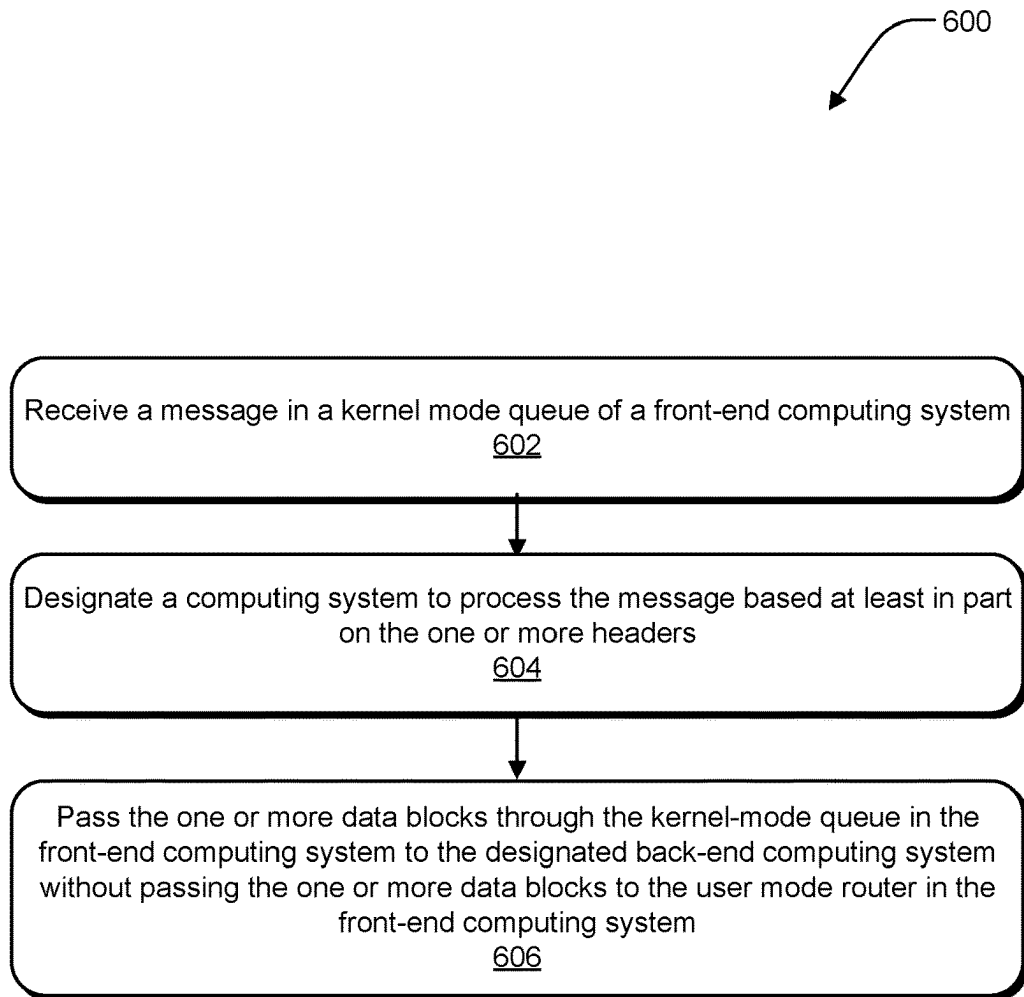 600
Receive a message in a kernel mode queue of a front-end computing system
602
Designate a computing system to process the message based at least in part
on the one or more headers
604
Pass the one or more data blocks through the kernel-mode queue in the
front-end computing system to the designated back-end computing system
without passing the one or more data blocks to the user mode router in the
front-end computing system
606